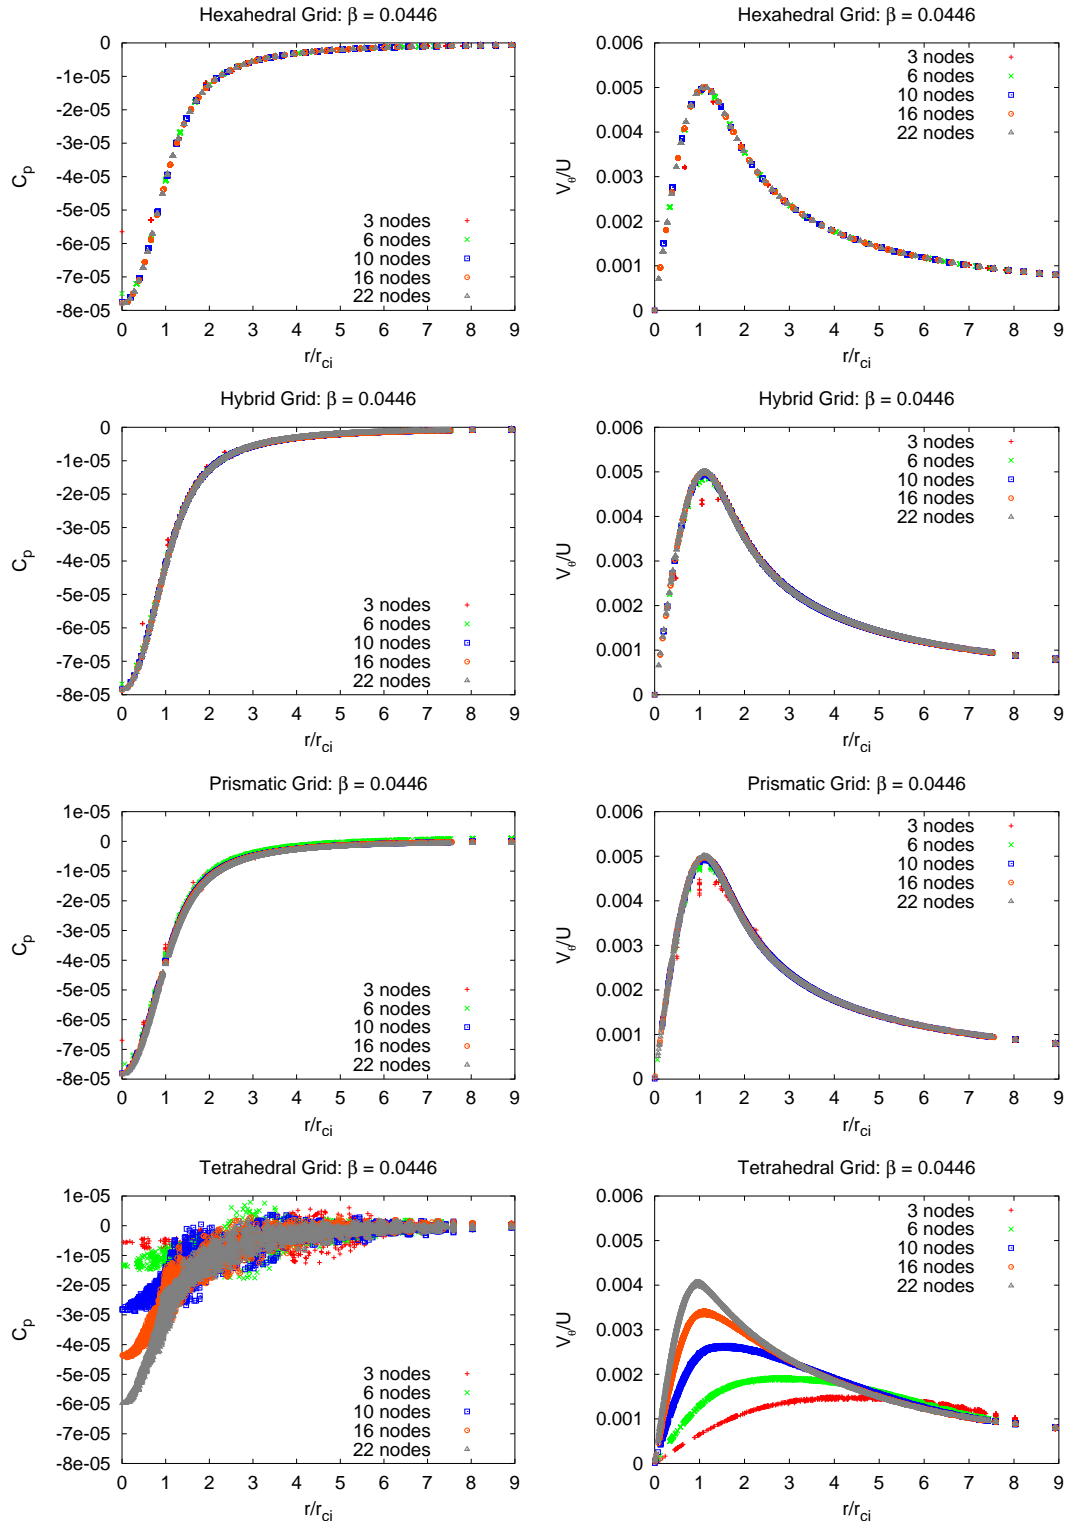 Hexahedral Grid: β = 0.0446
0
-1e-05
-2e-05
-3e-05
-4e-05
-5e-05
-6e-05
-7e-05
-8e-05
Cp
3 nodes
6 nodes
10 nodes
16 nodes
22 nodes
0 1 2 3 4 5 6 7 8 9
r/rci
Hexahedral Grid: β = 0.0446
0.006
0.005
0.004
0.003
0.002
0.001
0
Vθ/U
3 nodes
6 nodes
10 nodes
16 nodes
22 nodes
0 1 2 3 4 5 6 7 8 9
r/rci
Hybrid Grid: β = 0.0446
0
-1e-05
-2e-05
-3e-05
-4e-05
-5e-05
-6e-05
-7e-05
-8e-05
Cp
3 nodes
6 nodes
10 nodes
16 nodes
22 nodes
0 1 2 3 4 5 6 7 8 9
r/rci
Hybrid Grid: β = 0.0446
0.006
0.005
0.004
0.003
0.002
0.001
0
Vθ/U
3 nodes
6 nodes
10 nodes
16 nodes
22 nodes
0 1 2 3 4 5 6 7 8 9
r/rci
Prismatic Grid: β = 0.0446
1e-05
0
-1e-05
-2e-05
-3e-05
-4e-05
-5e-05
-6e-05
-7e-05
-8e-05
Cp
3 nodes
6 nodes
10 nodes
16 nodes
22 nodes
0 1 2 3 4 5 6 7 8 9
r/rci
Prismatic Grid: β = 0.0446
0.006
0.005
0.004
0.003
0.002
0.001
0
Vθ/U
3 nodes
6 nodes
10 nodes
16 nodes
22 nodes
0 1 2 3 4 5 6 7 8 9
r/rci
Tetrahedral Grid: β = 0.0446
1e-05
0
-1e-05
-2e-05
-3e-05
-4e-05
-5e-05
-6e-05
-7e-05
-8e-05
Cp
3 nodes
6 nodes
10 nodes
16 nodes
22 nodes
0 1 2 3 4 5 6 7 8 9
r/rci
Tetrahedral Grid: β = 0.0446
0.006
0.005
0.004
0.003
0.002
0.001
0
Vθ/U
3 nodes
6 nodes
10 nodes
16 nodes
22 nodes
0 1 2 3 4 5 6 7 8 9
r/rci